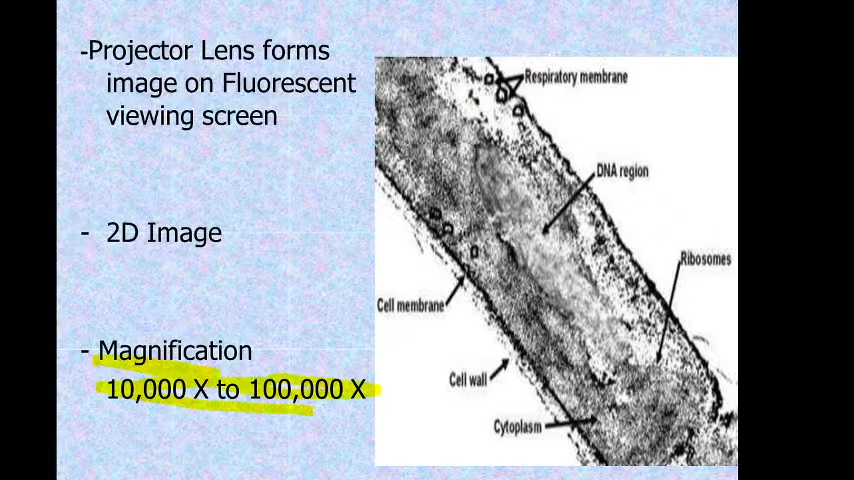 -Projector Lens forms
image on Fluorescent
viewing screen
- 2D Image
- Magnification
10,000 X to 100,000 X
Respiratory membrane
DNA region
Ribosomes
Cell membrane
Cell wall
Cytoplasm